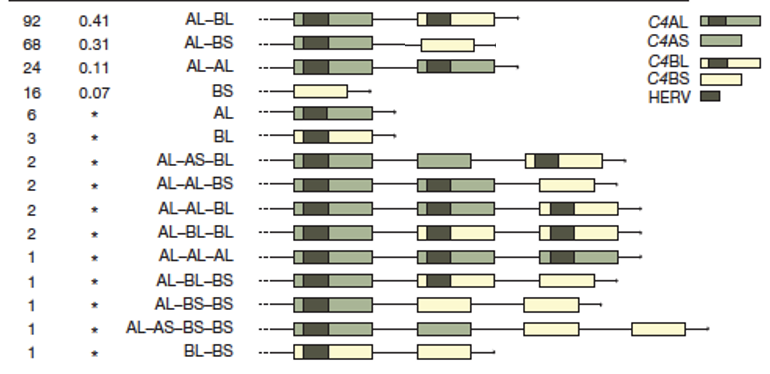 92 0.41 AL–BL
68 0.31 AL–BS
24 0.11 AL–AL
16 0.07 BS
6 * AL
3 * BL
2 * AL–AS–BL
2 * AL–AL–BS
2 * AL–AL–BL
2 * AL–BL–BL
1 * AL–AL–AL
1 * AL–BL–BS
1 * AL–BS–BS
1 * AL–AS–BS–BS
1 * BL–BS
C4AL
C4AS
C4BL
C4BS
HERV